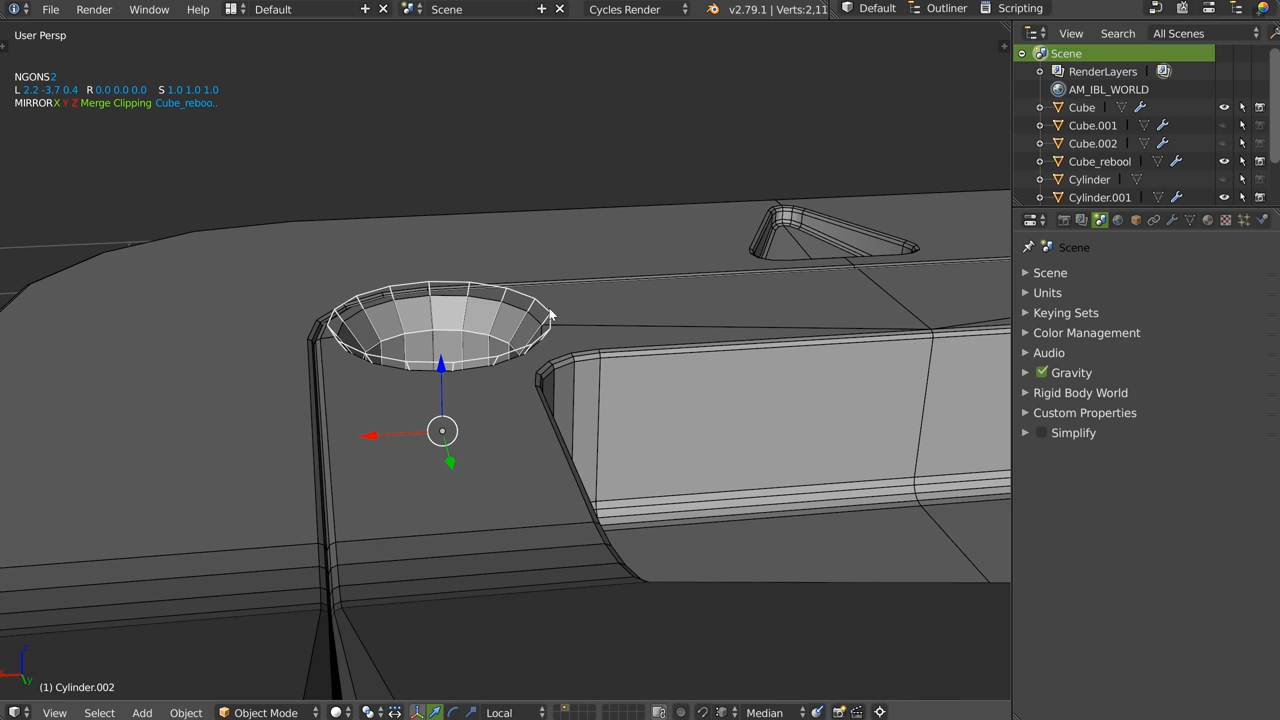 File Render Window Help Default Scene Cycles Render v2.79.1 | Verts:2,11 Default Outliner Scripting
User Persp
View Search All Scenes
Scene
RenderLayers
AM_IBL_WORLD
Cube
Cube.001
Cube.002
Cube_rebool
Cylinder
Cylinder.001
NGONS2
L 2.2 -3.7 0.4 R 0.0 0.0 0.0 S 1.0 1.0 1.0
MIRRORX Y Z Merge Clipping Cube_reboo..
Scene
Scene
Units
Keying Sets
Color Management
Audio
Gravity
Rigid Body World
Custom Properties
Simplify
z
y
(1) Cylinder.002
View Select Add Object Object Mode Local Median